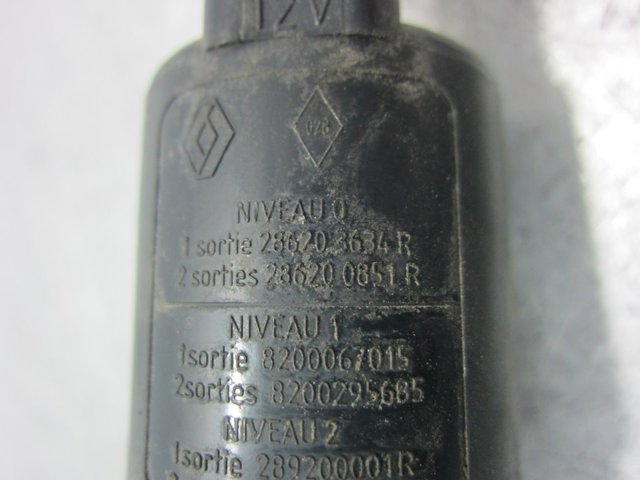 12V
028
NIVEAU 0
1 sortie 28620 3634 R
2 sorties 28620 0851 R
NIVEAU 1
1sortie 8200067015
2sorties 8200295685
NIVEAU 2
1sortie 289200001R